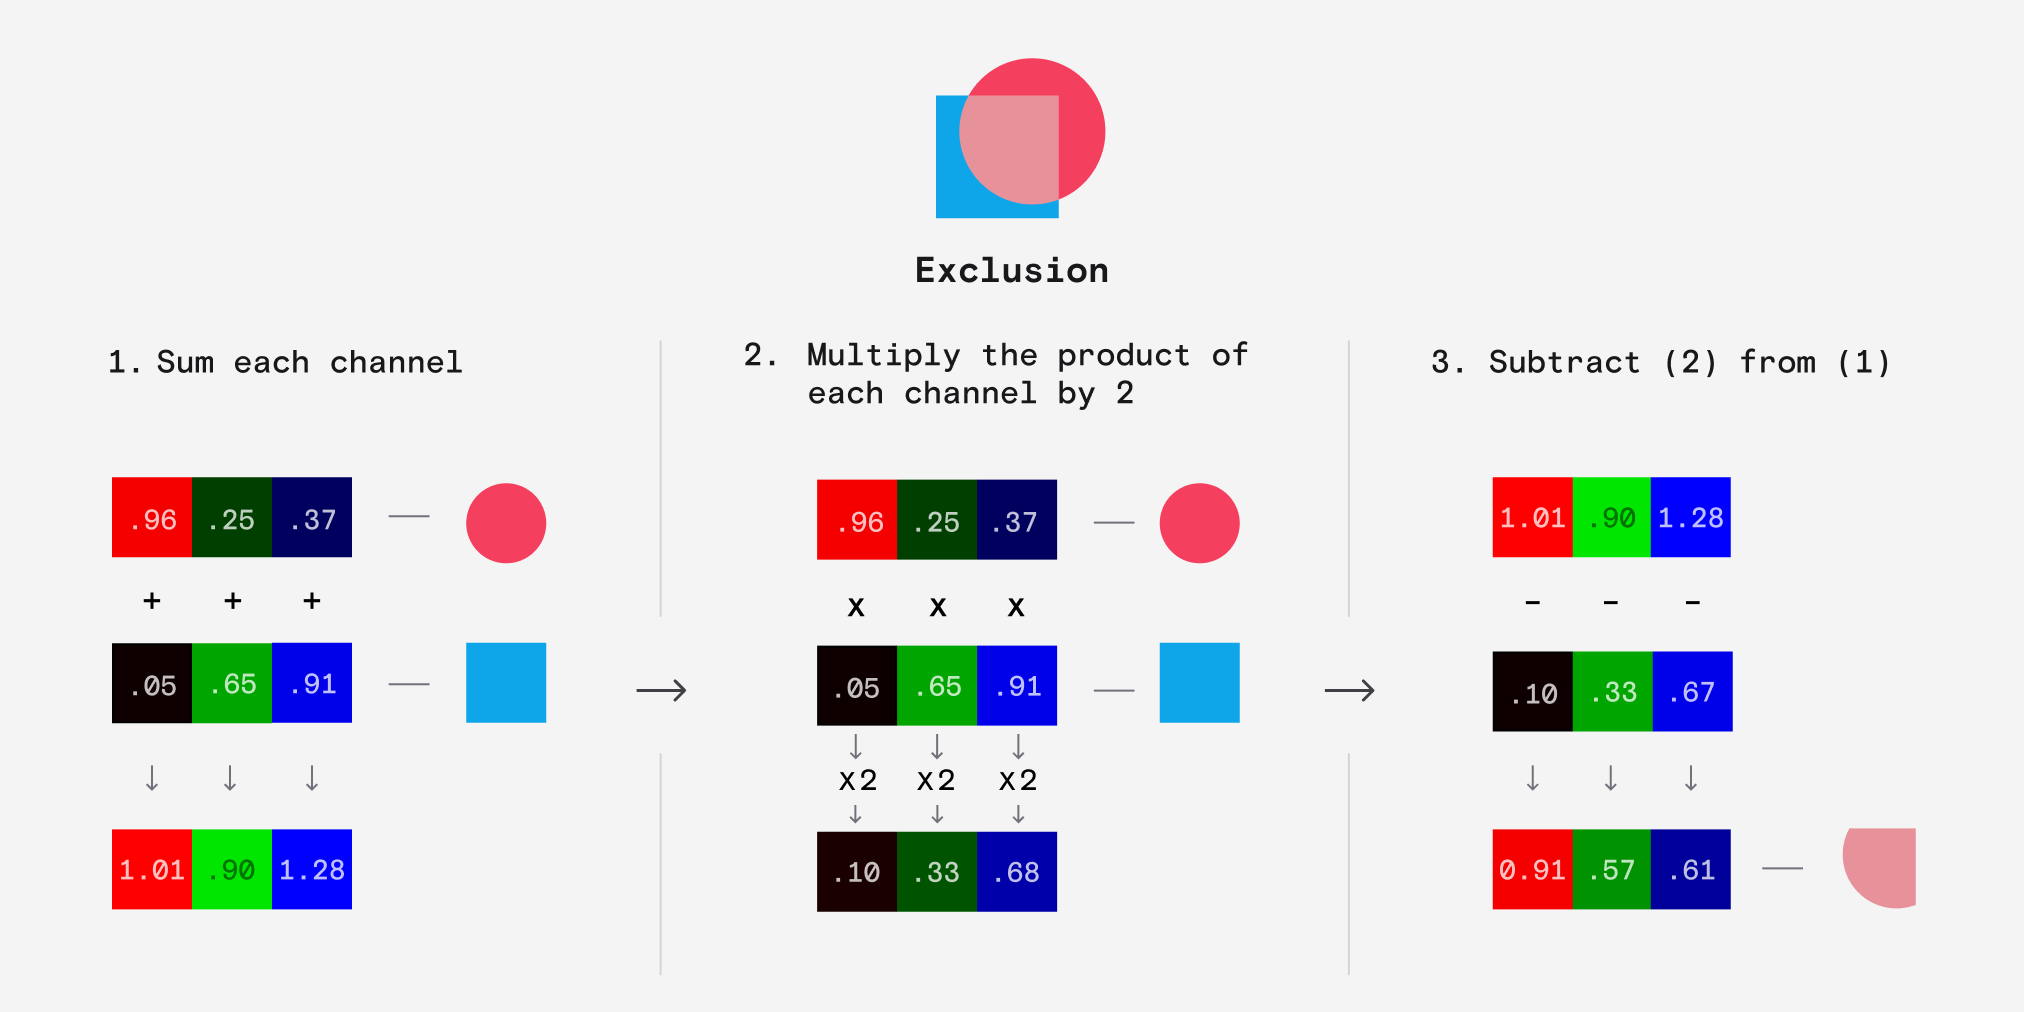 Exclusion
1. Sum each channel
.96 .25 .37
+ + +
.05 .65 .91
1.01 .90 1.28
2. Multiply the product of
each channel by 2
.96 .25 .37
x x x
.05 .65 .91
x2 x2 x2
.10 .33 .68
3. Subtract (2) from (1)
1.01 .90 1.28
- - -
.10 .33 .67
0.91 .57 .61